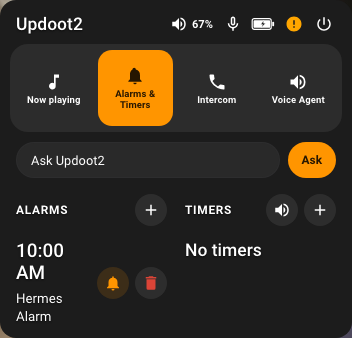 Updoot2
67%
Now playing
Alarms &
Timers
Intercom
Voice Agent
Ask Updoot2
Ask
ALARMS
TIMERS
10:00
AM
Hermes
Alarm
No timers